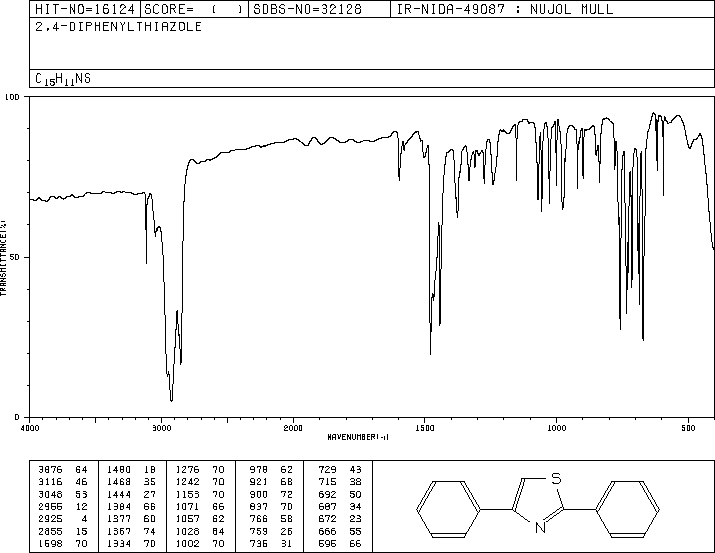 HIT-NO=16124 SCORE= ( ) SDBS-NO=32128 IR-NIDA-49087 : NUJOL MULL
2,4-DIPHENYLTHIAZOLE
C15H11NS
100
50
0
TRANSMITTANCE(%)
4000 3000 2000 1500 1000 500
WAVENUMBER(-1)
3876 64 1480 18 1276 70 978 62 729 43
3116 46 1468 35 1242 70 921 68 715 38
3048 53 1444 27 1153 70 900 72 692 50
2956 12 1384 66 1071 66 837 70 687 34
2925 4 1377 60 1057 62 766 58 672 23
2855 15 1367 74 1028 64 759 26 666 55
1598 70 1334 70 1002 70 736 31 595 66
S
N